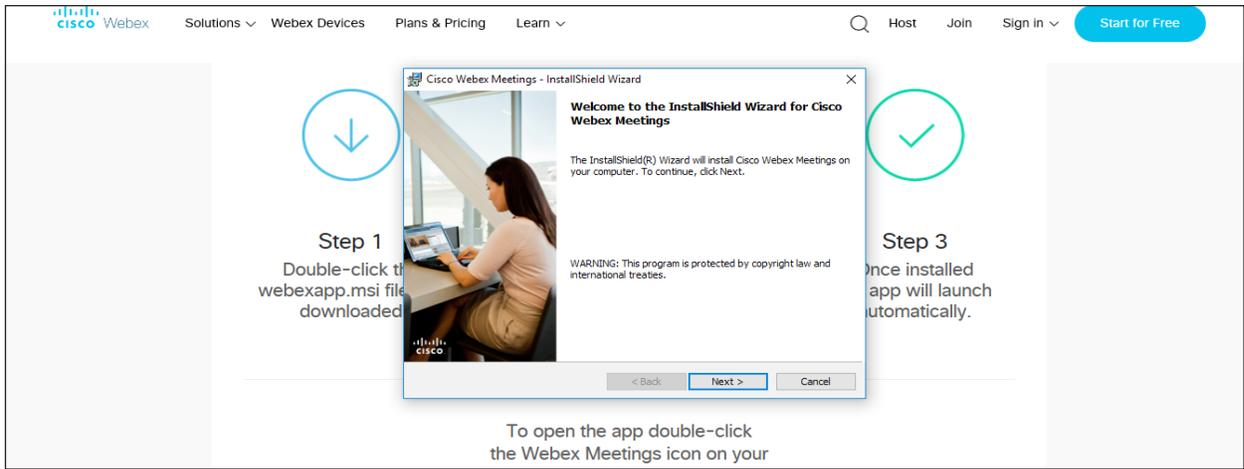 CISCO Webex Solutions Webex Devices Plans & Pricing Learn Host Join Sign in Start for Free
Cisco Webex Meetings - InstallShield Wizard
Welcome to the InstallShield Wizard for Cisco
Webex Meetings
The InstallShield(R) Wizard will install Cisco Webex Meetings on
your computer. To continue, click Next.
WARNING: This program is protected by copyright law and
international treaties.
CISCO
< Back Next > Cancel
Step 1
Double-click
webexapp.msi file
downloaded
Step 3
Once installed
app will launch
automatically.
To open the app double-click
the Webex Meetings icon on your